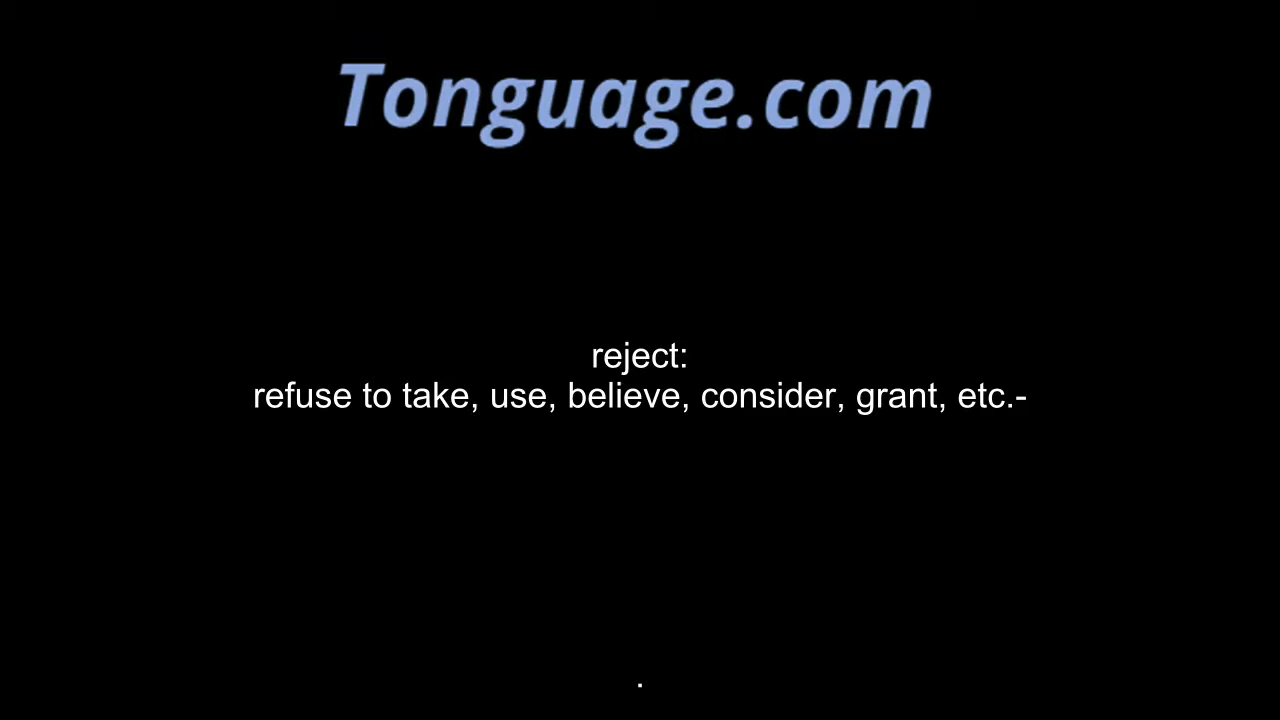 Tonguage.com
reject:
refuse to take, use, believe, consider, grant, etc.-
.